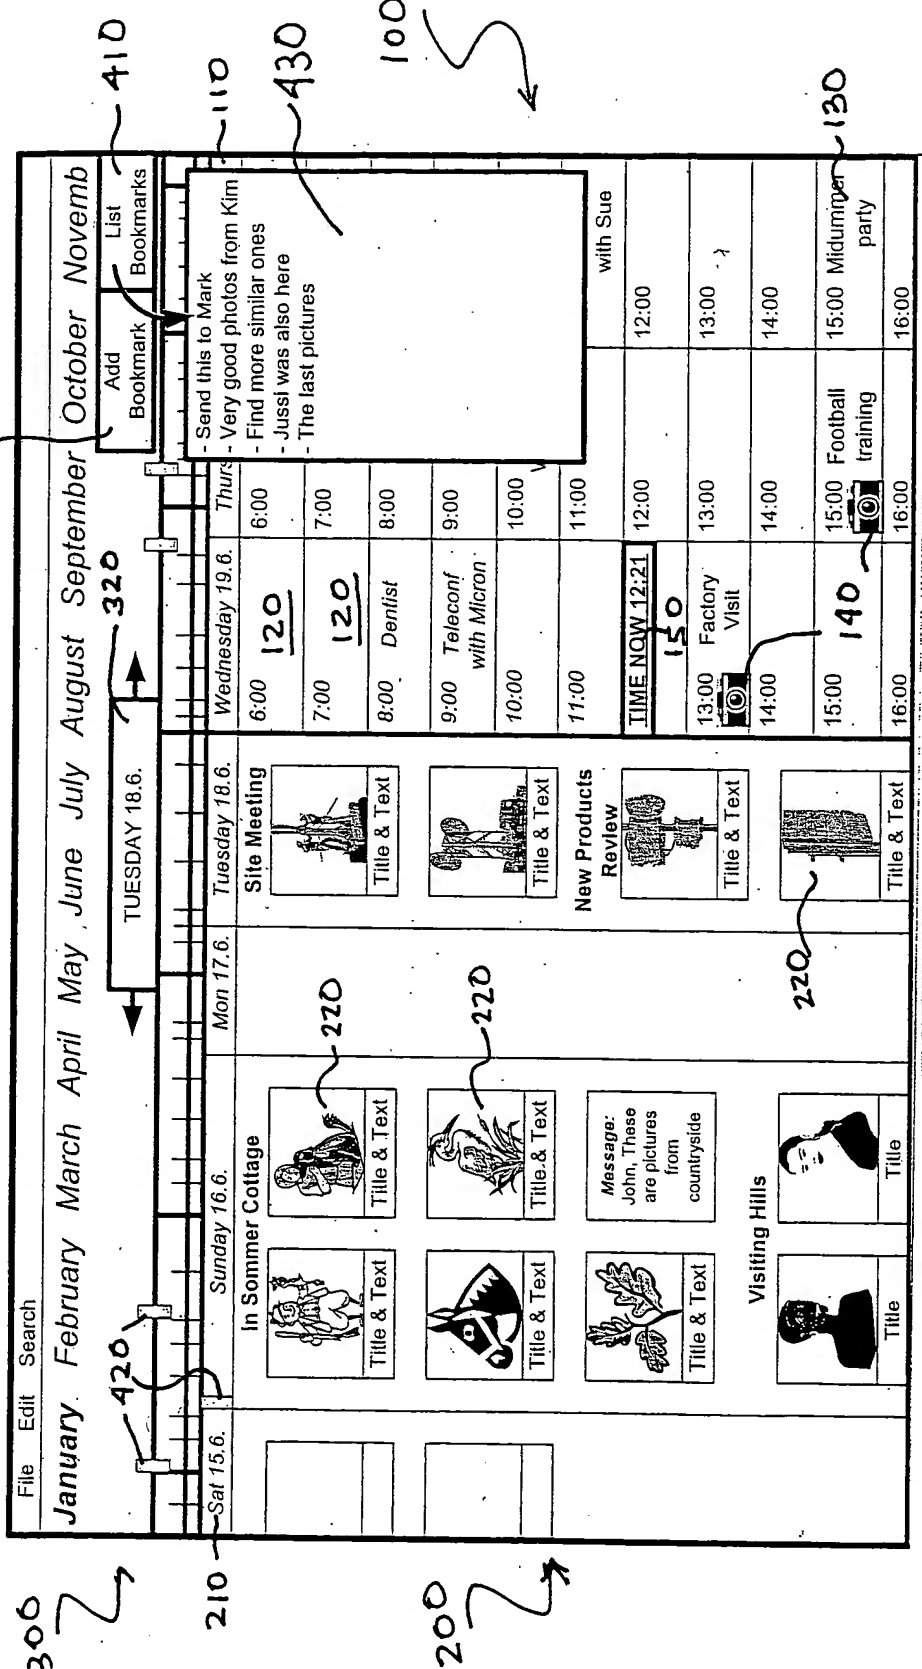 File Edit Search
January February March April May June July August September October Novemb
Add Bookmark
List Bookmarks
410
TUESDAY 18.6.
320
420
300
210
Sat 15.6.
Sunday 16.6.
Mon 17.6.
Tuesday 18.6.
Wednesday 19.6.
Thurs
110
- Send this to Mark
- Very good photos from Kim
- Find more similar ones
- Jussi was also here
- The last pictures
430
100
In Sommer Cottage
Title & Text
Title & Text
220
Title & Text
Title & Text
220
Title & Text
Message:
John, These
are pictures
from
countryside
Visiting Hills
Title
Title
200
Site Meeting
Title & Text
Title & Text
New Products
Review
Title & Text
Title & Text
220
6:00
120
7:00
120
8:00 Dentist
9:00 Teleconf
with Micron
10:00
11:00
TIME NOW 12:21
150
13:00 Factory
Visit
14:00
15:00
16:00
140
6:00
7:00
8:00
9:00
10:00
11:00
12:00
13:00
14:00
15:00 Football
training
16:00
with Sue
12:00
13:00
14:00
15:00 Midummer
party
16:00
130